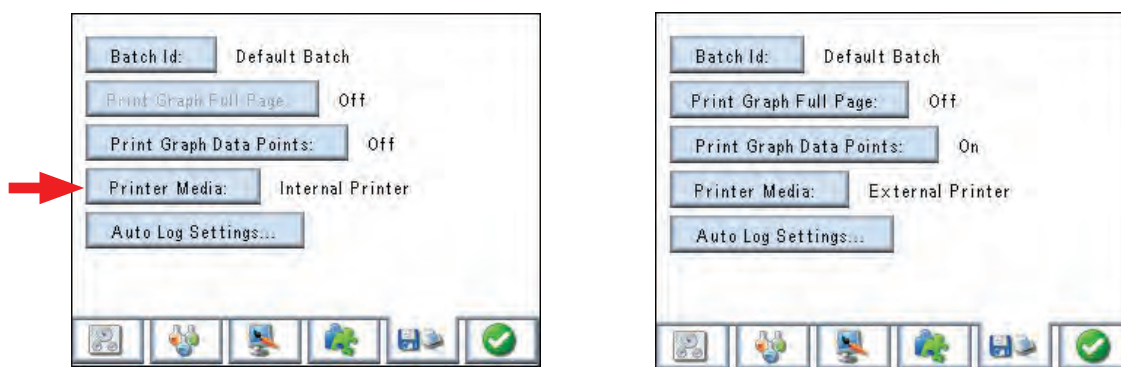 Batch Id: Default Batch
Print Graph Full Page: Off
Print Graph Data Points: Off
Printer Media: Internal Printer
Auto Log Settings...
Batch Id: Default Batch
Print Graph Full Page: Off
Print Graph Data Points: On
Printer Media: External Printer
Auto Log Settings...